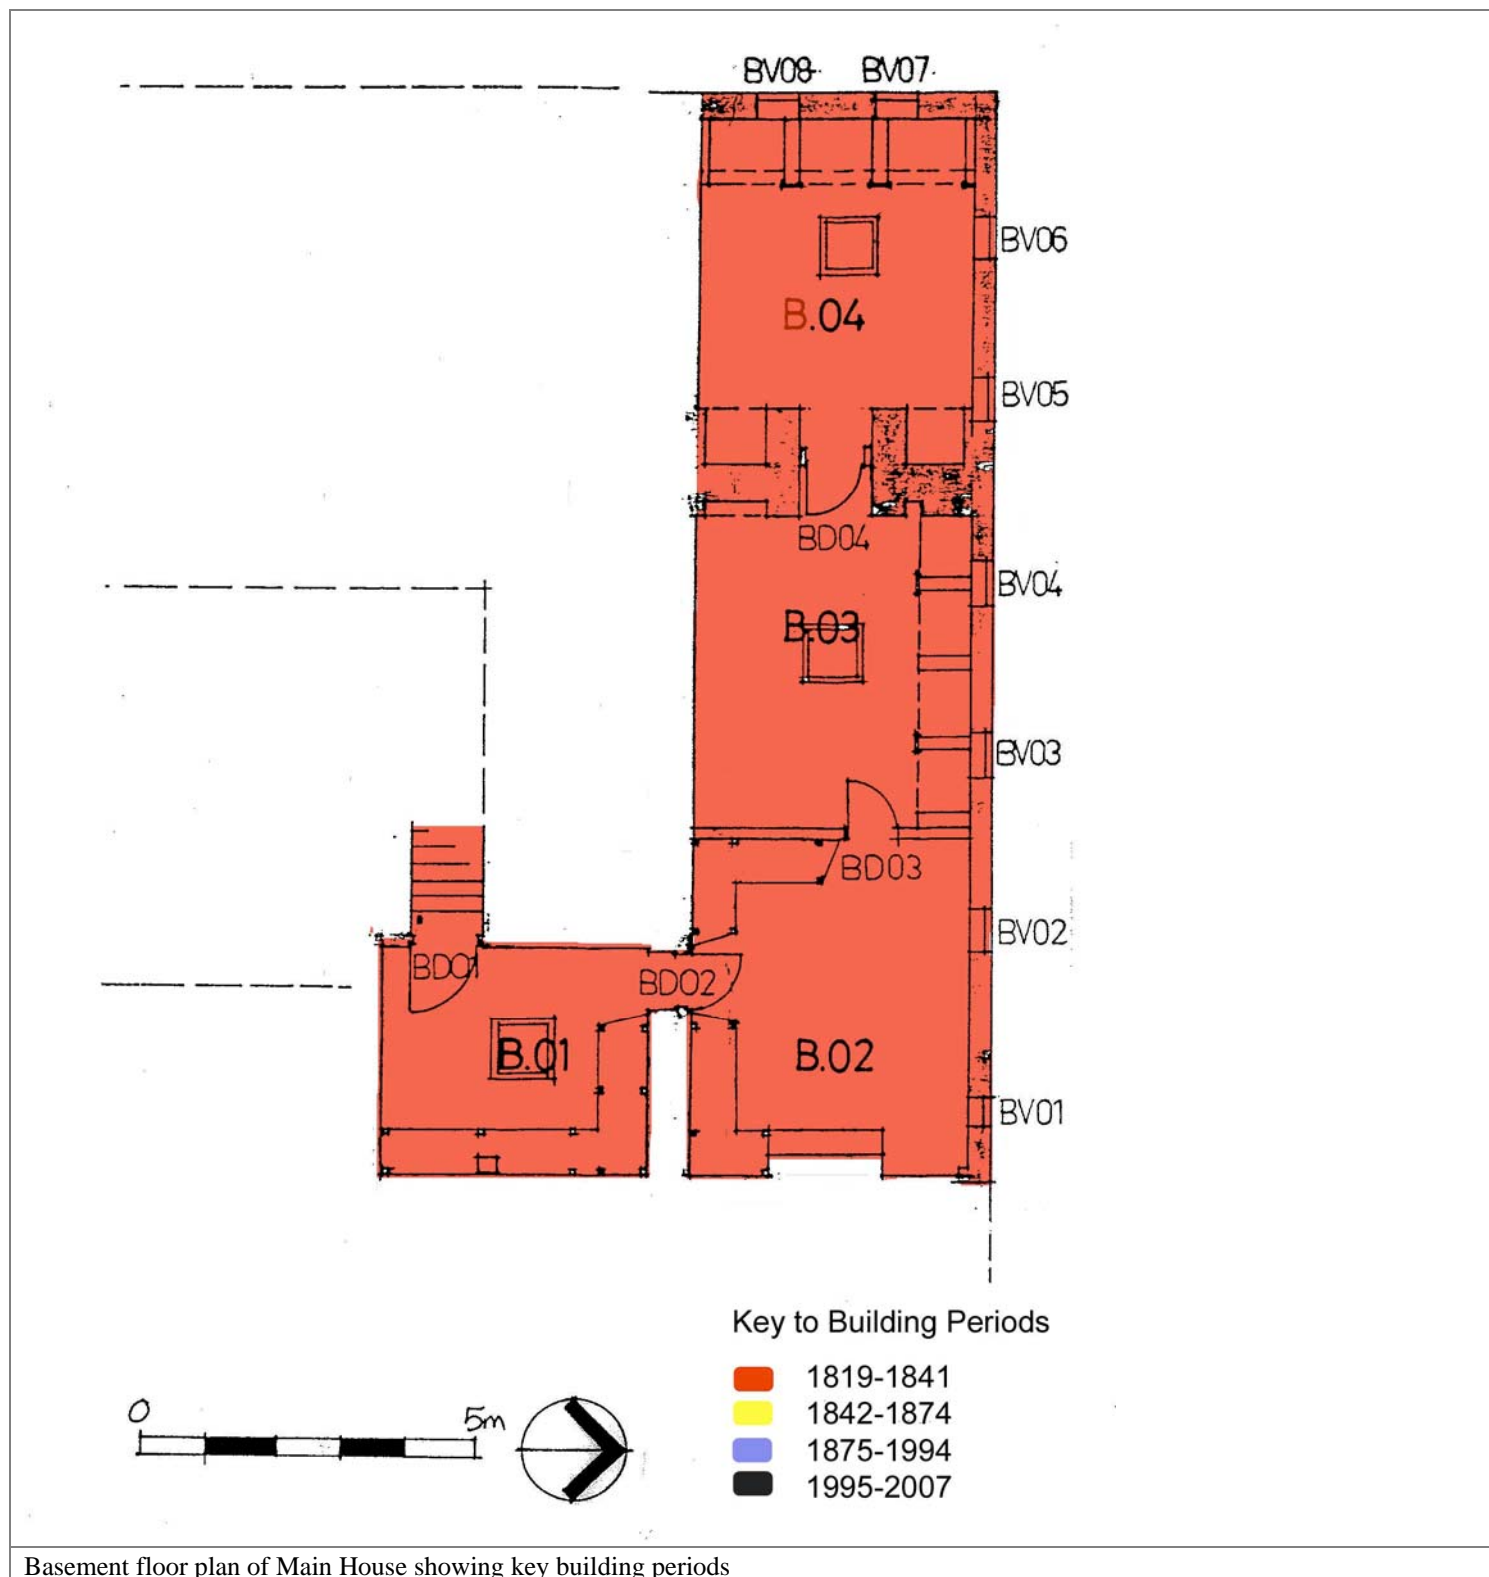 BV08 BV07
BV06
B.04
BV05
BD04
BV04
B.03
BV03
BD03
BV02
BD01
BD02
B.01
B.02
BV01
Key to Building Periods
1819-1841
1842-1874
1875-1994
1995-2007
0 5m
Basement floor plan of Main House showing key building periods